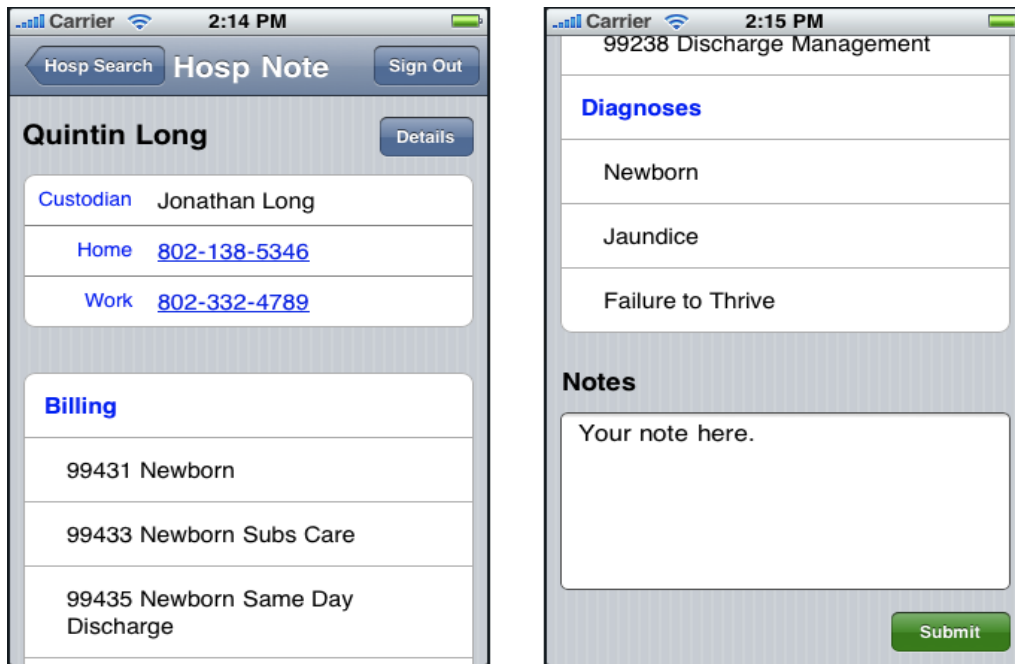 Carrier 2:14 PM
Hosp Search Hosp Note Sign Out
Quintin Long Details
Custodian Jonathan Long
Home 802-138-5346
Work 802-332-4789
Billing
99431 Newborn
99433 Newborn Subs Care
99435 Newborn Same Day
Discharge
Carrier 2:15 PM
99238 Discharge Management
Diagnoses
Newborn
Jaundice
Failure to Thrive
Notes
Your note here.
Submit